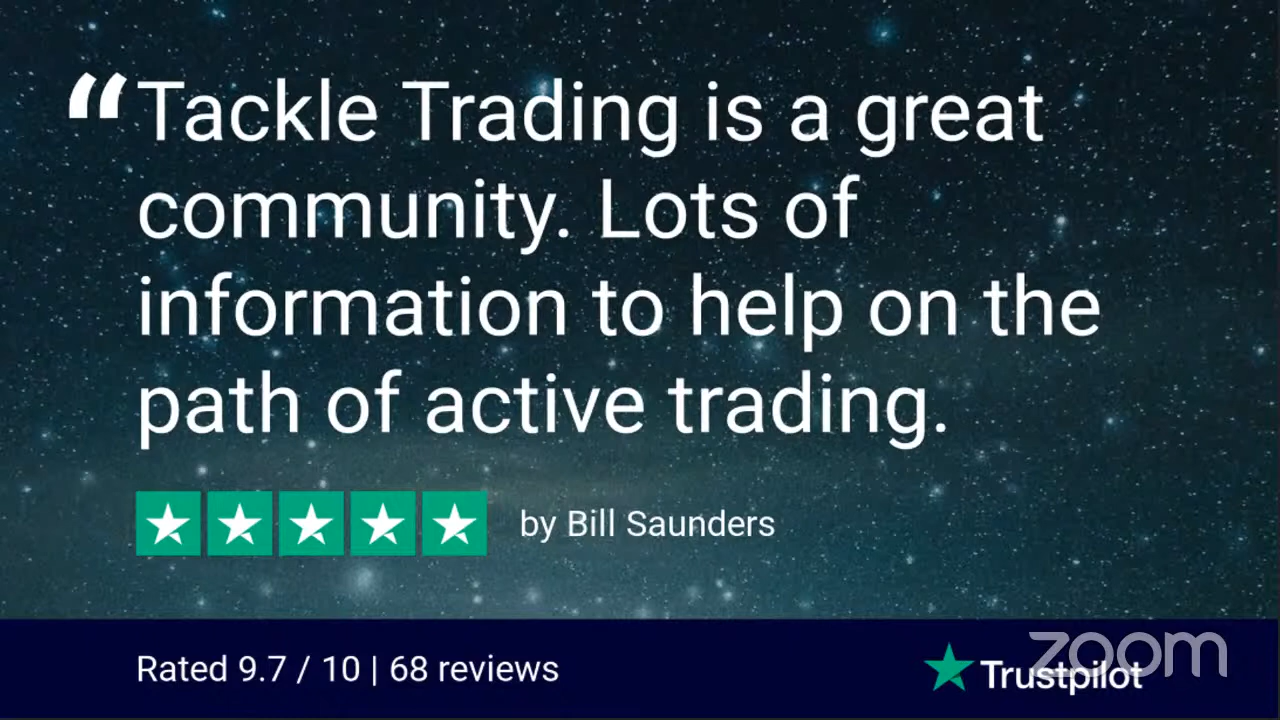 “Tackle Trading is a great
community. Lots of
information to help on the
path of active trading.
by Bill Saunders
Rated 9.7 / 10 | 68 reviews
Trustpilot
zoom